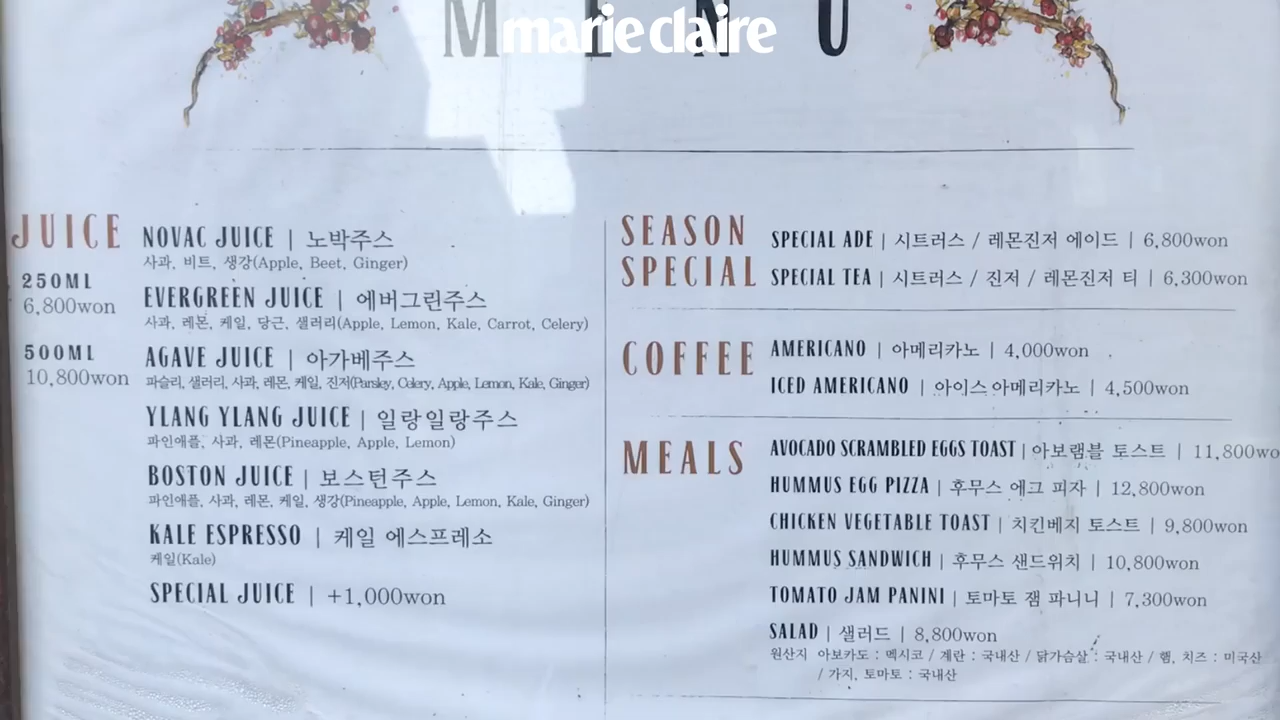 MENU
marie claire
JUICE
250ML
6,800won
500ML
10,800won
NOVAC JUICE | 노박주스
사과, 비트, 생강(Apple, Beet, Ginger)
EVERGREEN JUICE | 에버그린주스
사과, 레몬, 케일, 당근, 샐러리(Apple, Lemon, Kale, Carrot, Celery)
AGAVE JUICE | 아가베주스
파슬리, 샐러리, 사과, 레몬, 케일, 진저(Parsley, Celery, Apple, Lemon, Kale, Ginger)
YLANG YLANG JUICE | 일랑일랑주스
파인애플, 사과, 레몬(Pineapple, Apple, Lemon)
BOSTON JUICE | 보스턴주스
파인애플, 사과, 레몬, 케일, 생강(Pineapple, Apple, Lemon, Kale, Ginger)
KALE ESPRESSO | 케일 에스프레소
케일(Kale)
SPECIAL JUICE | +1,000won
SEASON
SPECIAL
SPECIAL ADE | 시트러스 / 레몬진저 에이드 | 6,800won
SPECIAL TEA | 시트러스 / 진저 / 레몬진저 티 | 6,300won
COFFEE
AMERICANO | 아메리카노 | 4,000won
ICED AMERICANO | 아이스 아메리카노 | 4,500won
MEALS
AVOCADO SCRAMBLED EGGS TOAST | 아보램블 토스트 | 11,800wo
HUMMUS EGG PIZZA | 후무스 에크 피자 | 12,800won
CHICKEN VEGETABLE TOAST | 치킨베지 토스트 | 9,800won
HUMMUS SANDWICH | 후무스 샌드위치 | 10,800won
TOMATO JAM PANINI | 토마토 잼 파니니 | 7,300won
SALAD | 샐러드 | 8,800won
원산지 아보카도 : 멕시코 / 계란 : 국내산 / 닭가슴살 : 국내산 / 햄, 치즈 : 미국산
/ 가지, 토마토 : 국내산